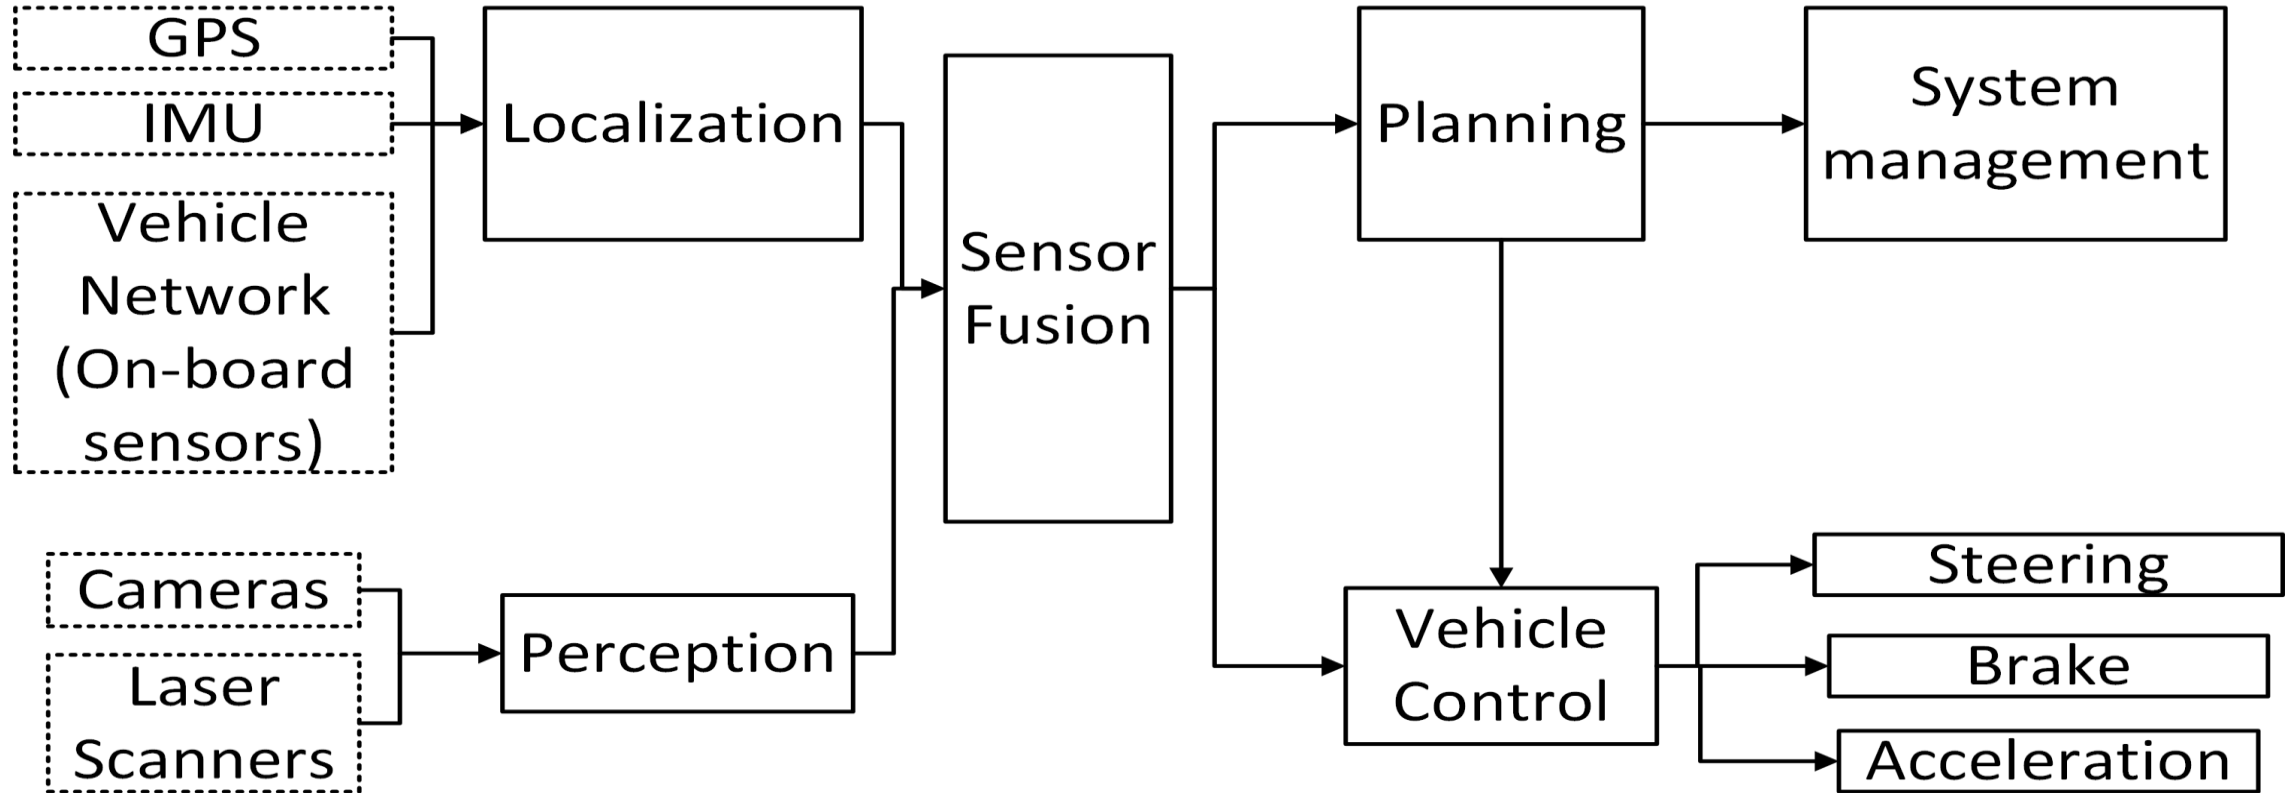 GPS
IMU
Vehicle
Network
(On-board
sensors)
Cameras
Laser
Scanners
Localization
Perception
Sensor
Fusion
Planning
System
management
Vehicle
Control
Steering
Brake
Acceleration